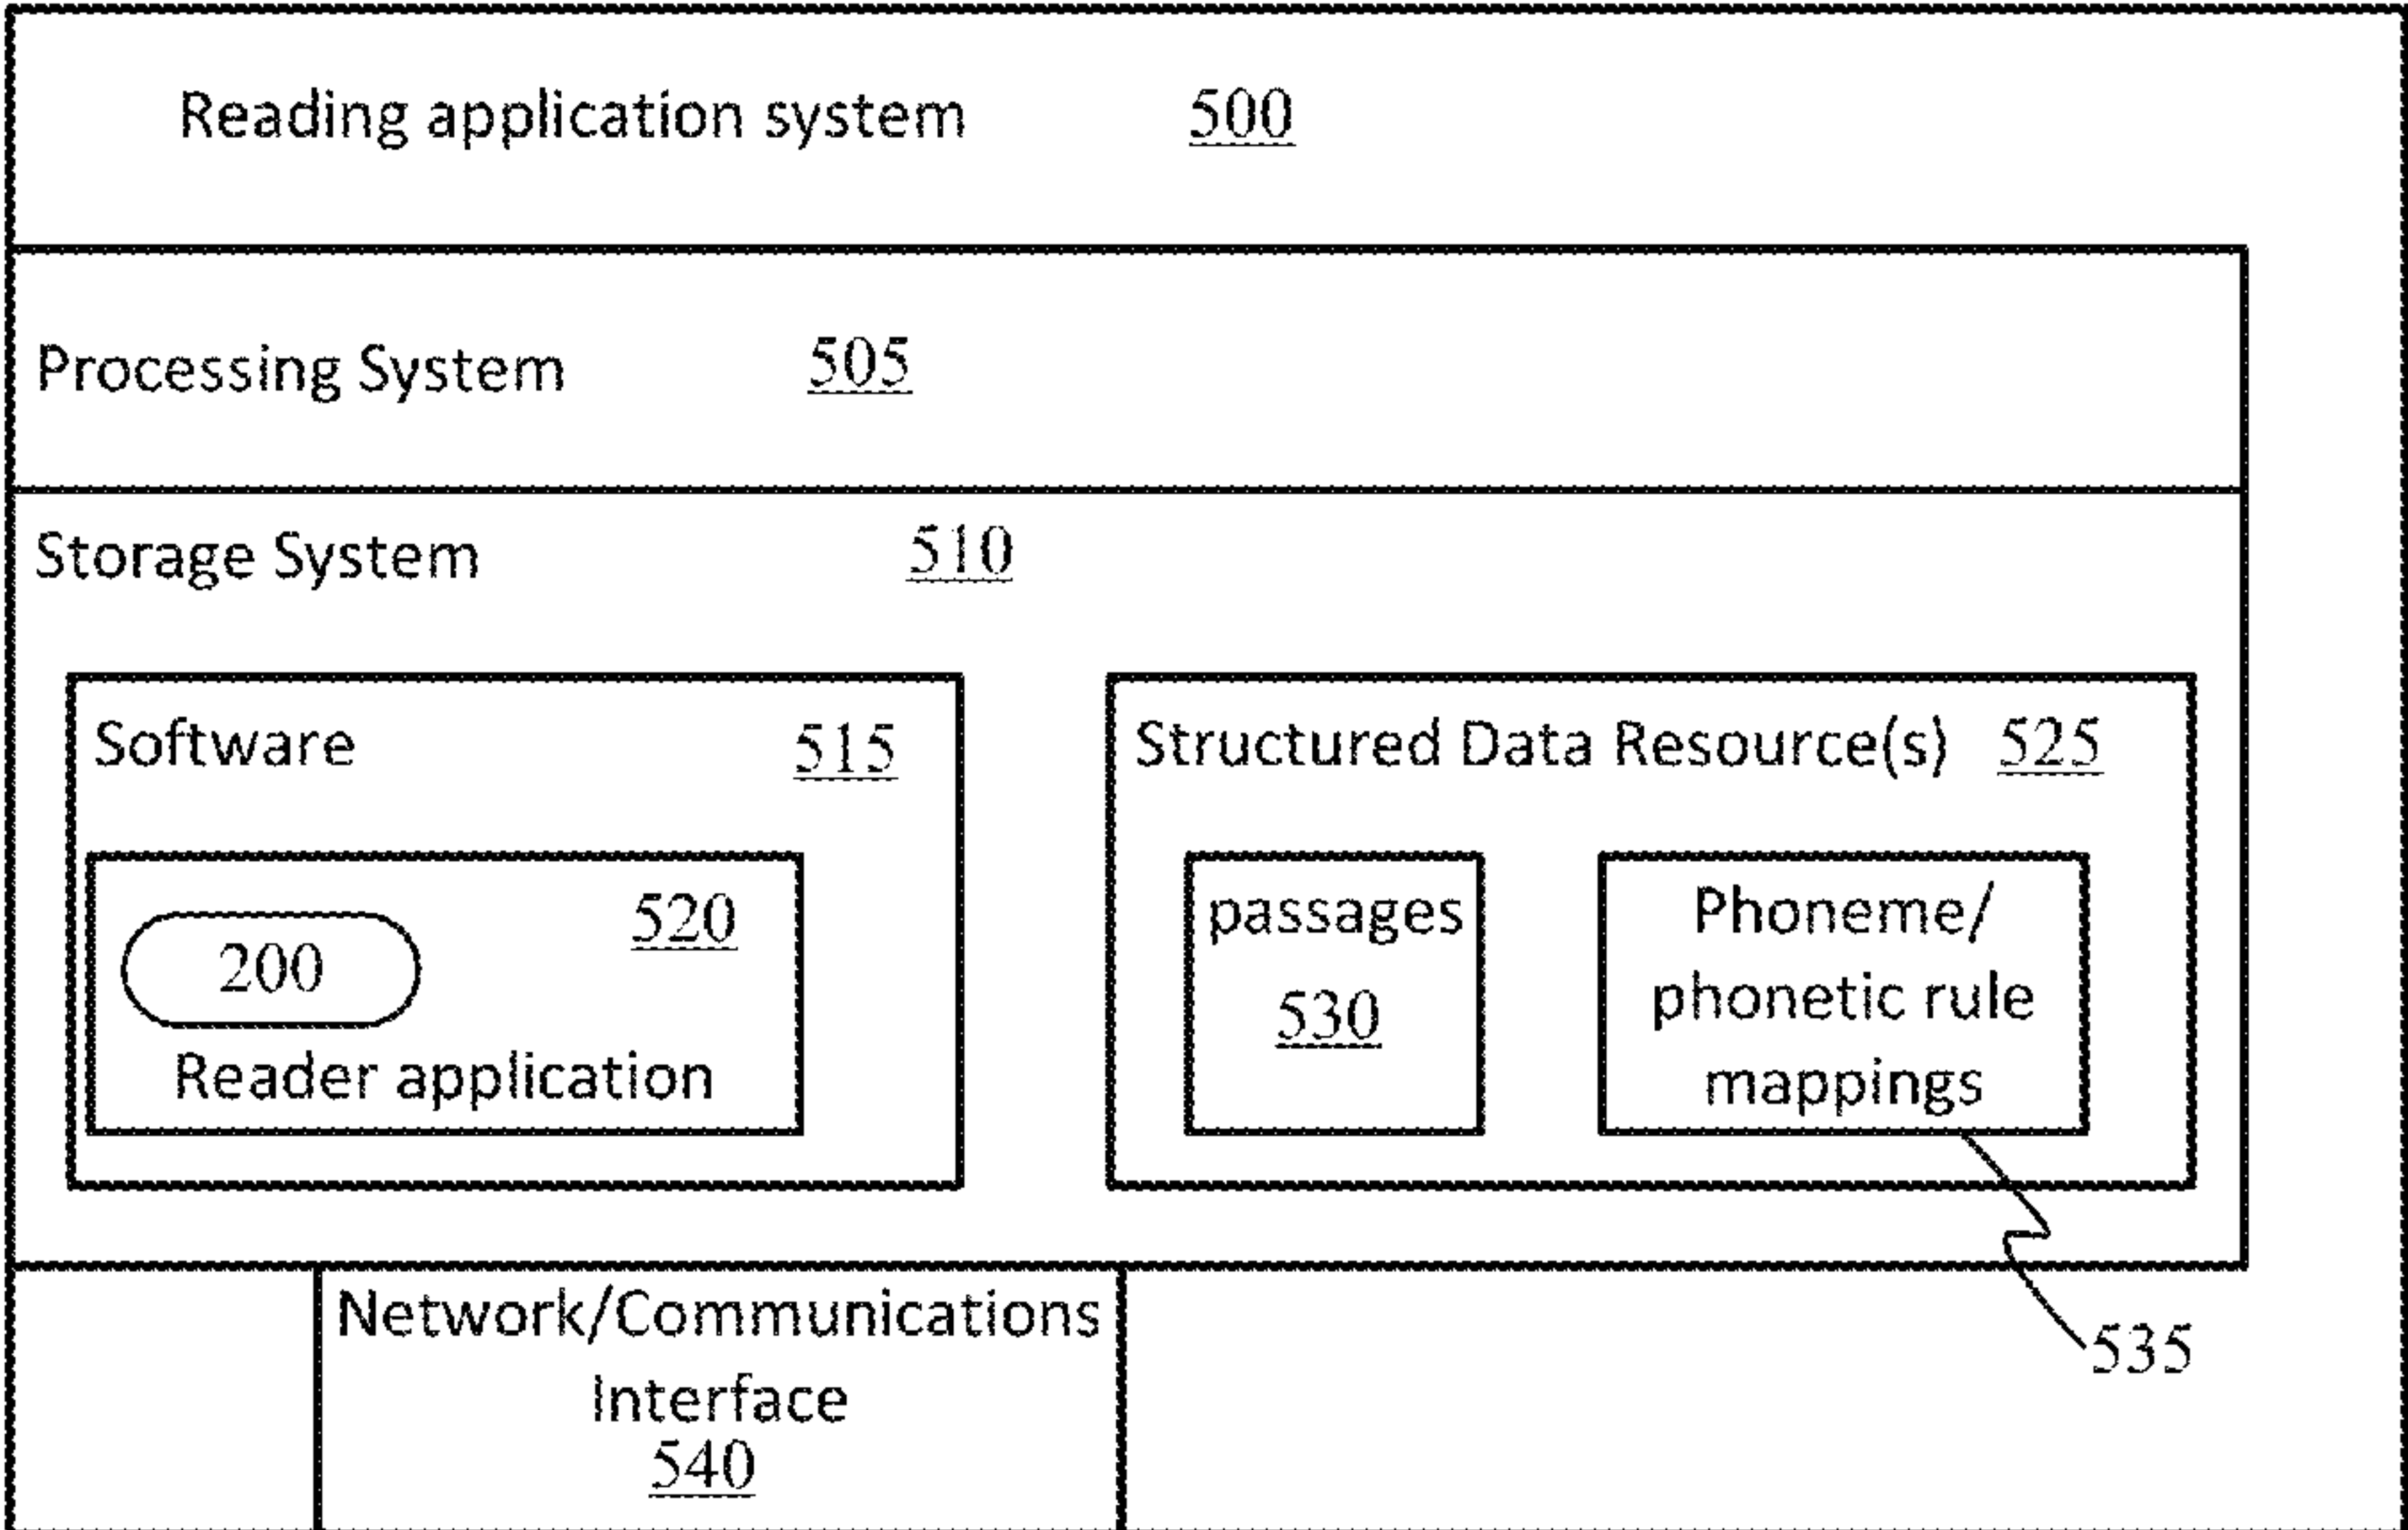 Reading application system 500
Processing System 505
Storage System 510
Software 515
520
200
Reader application
Structured Data Resource(s) 525
passages
530
Phoneme/
phonetic rule
mappings
535
Network/Communications
Interface
540